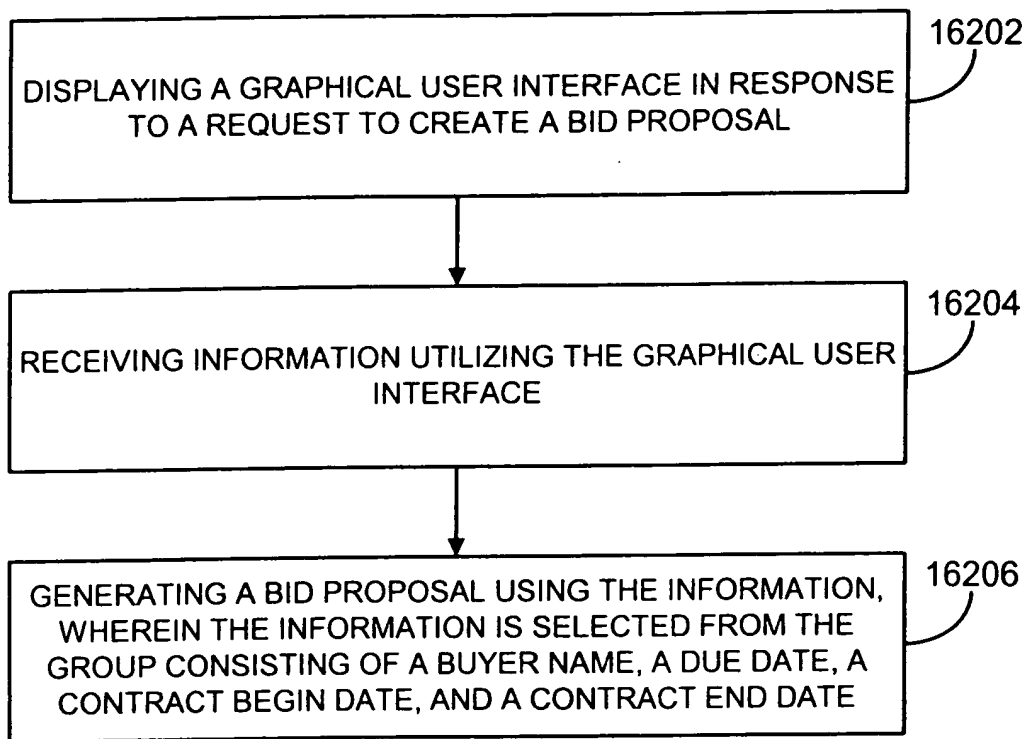 16202
DISPLAYING A GRAPHICAL USER INTERFACE IN RESPONSE
TO A REQUEST TO CREATE A BID PROPOSAL
16204
RECEIVING INFORMATION UTILIZING THE GRAPHICAL USER
INTERFACE
16206
GENERATING A BID PROPOSAL USING THE INFORMATION,
WHEREIN THE INFORMATION IS SELECTED FROM THE
GROUP CONSISTING OF A BUYER NAME, A DUE DATE, A
CONTRACT BEGIN DATE, AND A CONTRACT END DATE